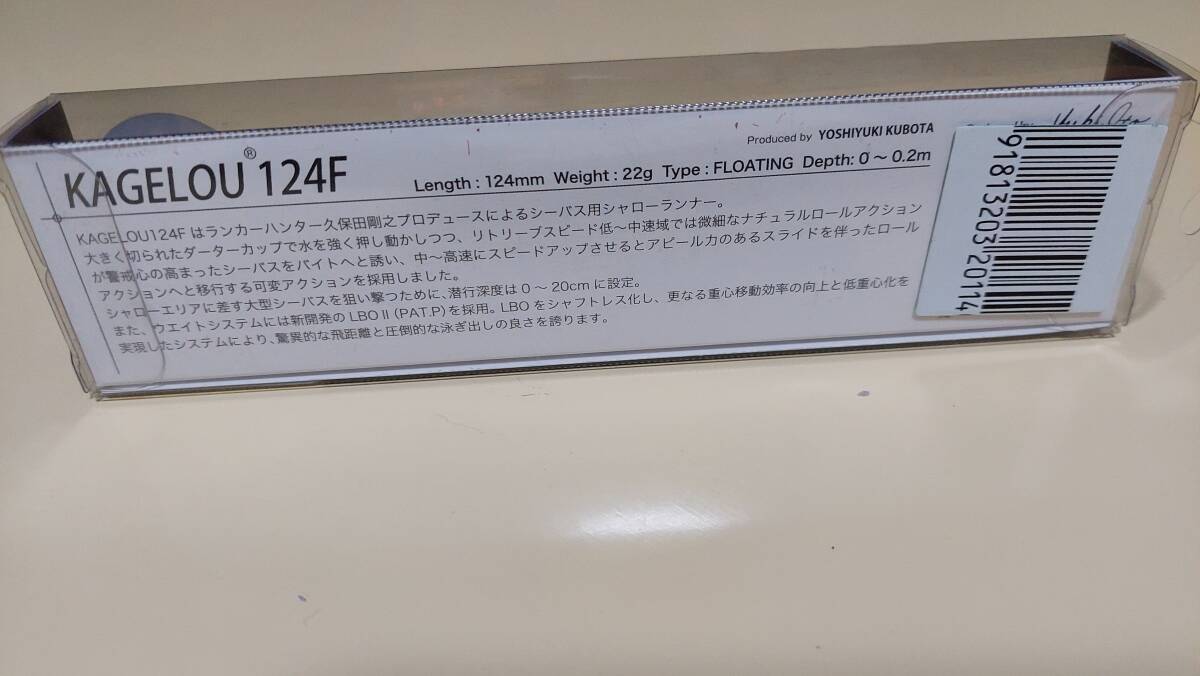 Produced by YOSHIYUKI KUBOTA
KAGELOU® 124F
Length : 124mm Weight : 22g Type : FLOATING Depth: 0～0.2m
KAGELOU124F はランカーハンター久保田剛之プロデュースによるシーバス用シャローランナー。
大きく切られたダーターカップで水を強く押し動かしつつ、リトリーブスピード低～中速域では微細なナチュラルロールアクション
が警戒心の高まったシーバスをバイトへと誘い、中～高速にスピードアップさせるとアピール力のあるスライドを伴ったロール
アクションへと移行する可変アクションを採用しました。
シャローエリアに差す大型シーバスを狙い撃つために、潜行深度は０～20cmに設定。
また、ウエイトシステムには新開発の LBO II (PAT.P)を採用。LBO をシャフトレス化し、更なる重心移動効率の向上と低重心化を
実現したシステムにより、驚異的な飛距離と圧倒的な泳ぎ出しの良さを誇ります。
9181320320114